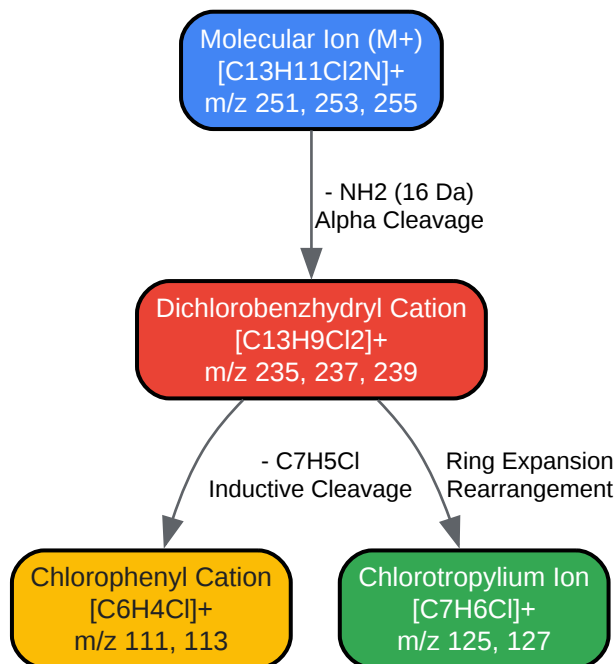 Molecular Ion (M+)
[C13H11Cl2N]+
m/z 251, 253, 255
- NH2 (16 Da)
Alpha Cleavage
Dichlorobenzhydryl Cation
[C13H9Cl2]+
m/z 235, 237, 239
- C7H5Cl
Inductive Cleavage
Ring Expansion
Rearrangement
Chlorophenyl Cation
[C6H4Cl]+
m/z 111, 113
Chlorotropylium Ion
[C7H6Cl]+
m/z 125, 127